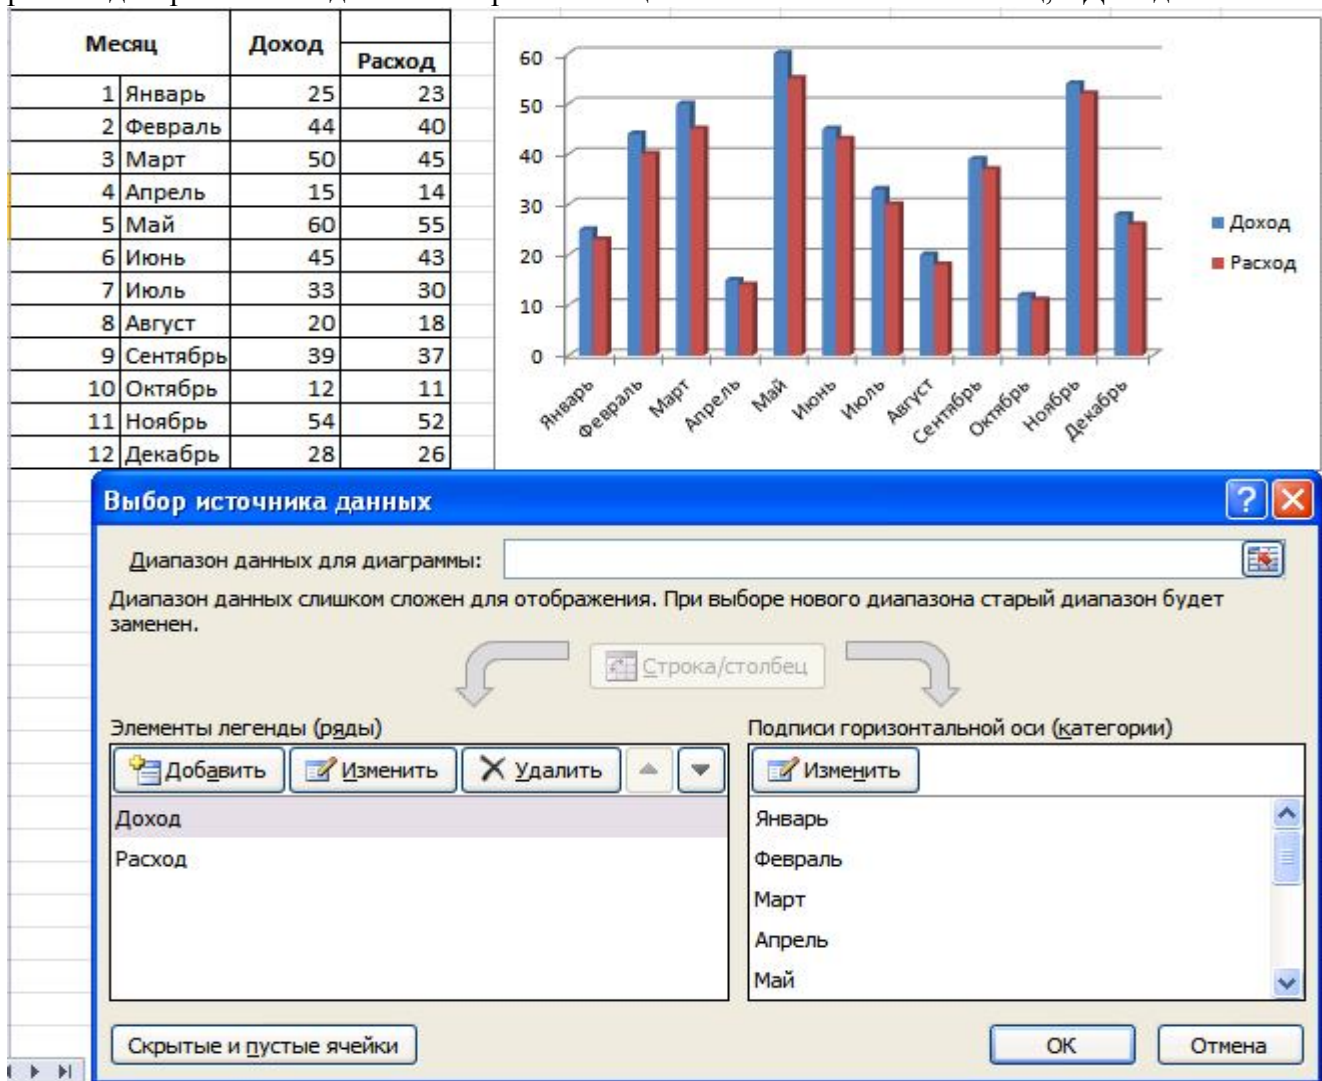 Месяц Доход Расход
1 Январь 25 23
2 Февраль 44 40
3 Март 50 45
4 Апрель 15 14
5 Май 60 55
6 Июнь 45 43
7 Июль 33 30
8 Август 20 18
9 Сентябрь 39 37
10 Октябрь 12 11
11 Ноябрь 54 52
12 Декабрь 28 26
60
50
40
30
20
10
0
Январь Февраль Март Апрель Май Июнь Июль Август Сентябрь Октябрь Ноябрь Декабрь
Доход
Расход
Выбор источника данных
Диапазон данных для диаграммы:
Диапазон данных слишком сложен для отображения. При выборе нового диапазона старый диапазон будет
заменен.
Строка/столбец
Элементы легенды (ряды)
Добавить Изменить Удалить
Доход
Расход
Подписи горизонтальной оси (категории)
Изменить
Январь
Февраль
Март
Апрель
Май
Скрытые и пустые ячейки
ОК
Отмена